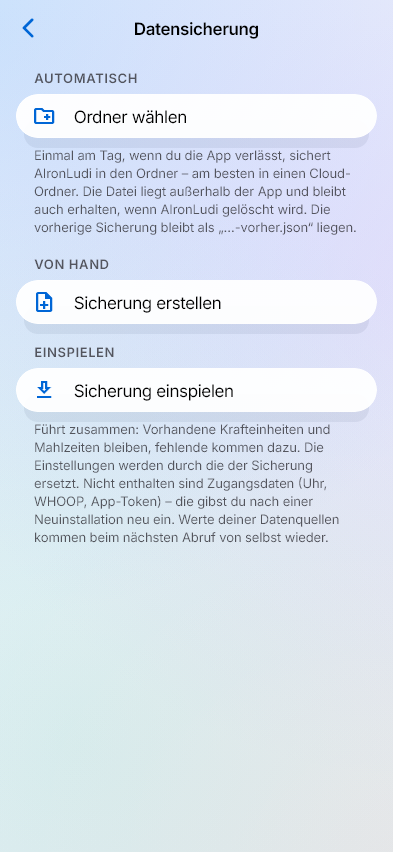 Datensicherung
AUTOMATISCH
Ordner wählen
Einmal am Tag, wenn du die App verlässt, sichert
AIronLudi in den Ordner – am besten in einen Cloud-
Ordner. Die Datei liegt außerhalb der App und bleibt
auch erhalten, wenn AIronLudi gelöscht wird. Die
vorherige Sicherung bleibt als „...-vorher.json“ liegen.
VON HAND
Sicherung erstellen
EINSPIELEN
Sicherung einspielen
Führt zusammen: Vorhandene Krafteinheiten und
Mahlzeiten bleiben, fehlende kommen dazu. Die
Einstellungen werden durch die der Sicherung
ersetzt. Nicht enthalten sind Zugangsdaten (Uhr,
WHOOP, App-Token) – die gibst du nach einer
Neuinstallation neu ein. Werte deiner Datenquellen
kommen beim nächsten Abruf von selbst wieder.